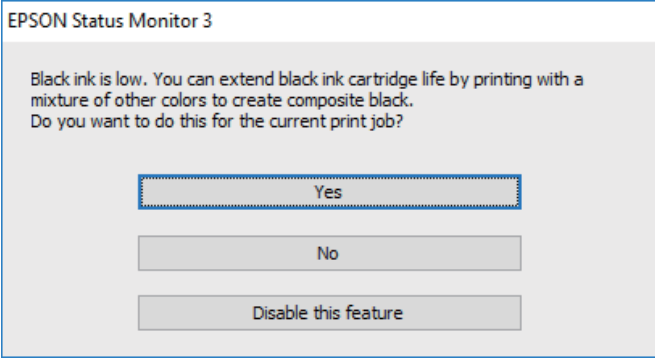 EPSON Status Monitor 3
Black ink is low. You can extend black ink cartridge life by printing with a
mixture of other colors to create composite black.
Do you want to do this for the current print job?
Yes
No
Disable this feature